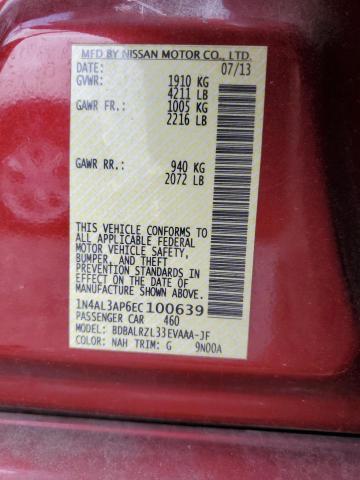 MFD BY NISSAN MOTOR CO., LTD.
DATE: 07/13
GVWR: 1910 KG
4211 LB
GAWR FR: 1005 KG
2216 LB
GAWR RR: 940 KG
2072 LB
THIS VEHICLE CONFORMS TO
ALL APPLICABLE FEDERAL
MOTOR VEHICLE SAFETY,
BUMPER, AND THEFT
PREVENTION STANDARDS IN
EFFECT ON THE DATE OF
MANUFACTURE SHOWN ABOVE.
1N4AL3AP6EC100639
PASSENGER CAR 460
MODEL: BDBALRZL33EVAAA-JF
COLOR: NAH TRIM: G 9N00A